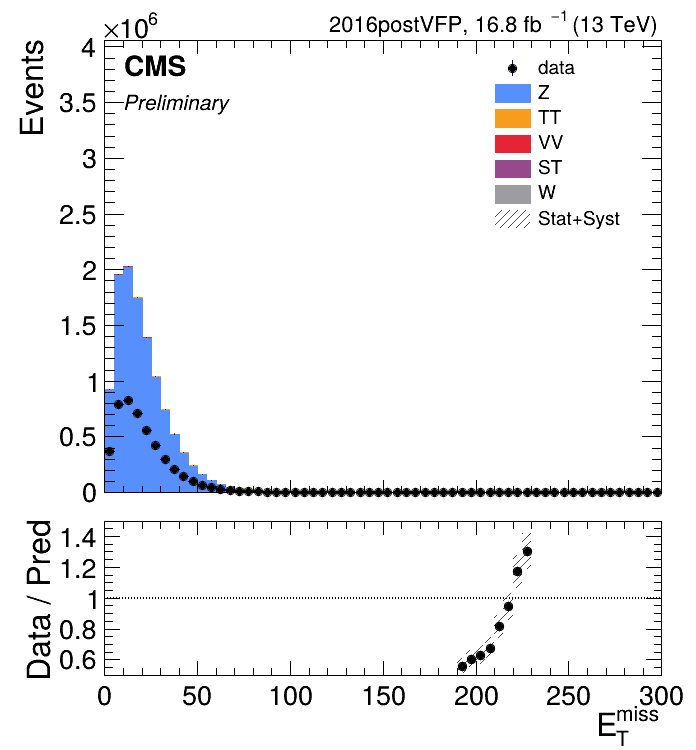 ×10⁶
2016postVFP, 16.8 fb ⁻¹ (13 TeV)
Events
CMS
Preliminary
data
Z
TT
VV
ST
W
Stat+Syst
4
3.5
3
2.5
2
1.5
1
0.5
0
Data / Pred
1.4
1.2
1
0.8
0.6
0 50 100 150 200 250 300
E_T^miss